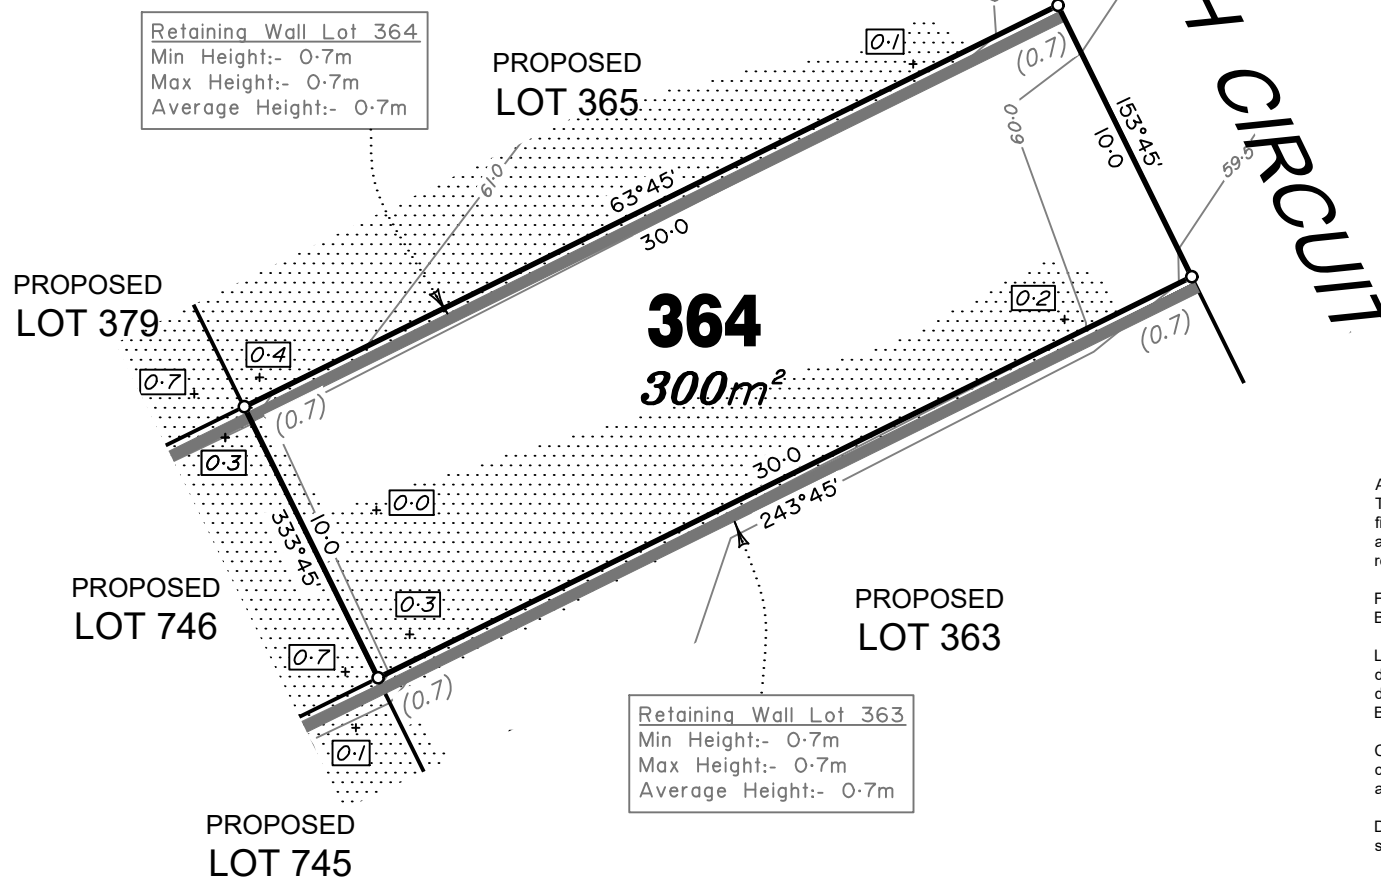 Retaining Wall Lot 364
Min Height:- 0·7m
Max Height:- 0·7m
Average Height:- 0·7m
PROPOSED
LOT 365
0·1
(0.7)
H CIRCUIT
153°45'
10·0
60·0
59·5
61·0
63°45'
30·0
PROPOSED
LOT 379
0·4
0·7
(0.7)
0·3
364
300m²
0·2
(0.7)
0·0
30·0
243°45'
333°45'
10·0
0·3
PROPOSED
LOT 746
0·7
(0.7)
0·1
PROPOSED
LOT 363
Retaining Wall Lot 363
Min Height:- 0·7m
Max Height:- 0·7m
Average Height:- 0·7m
PROPOSED
LOT 745